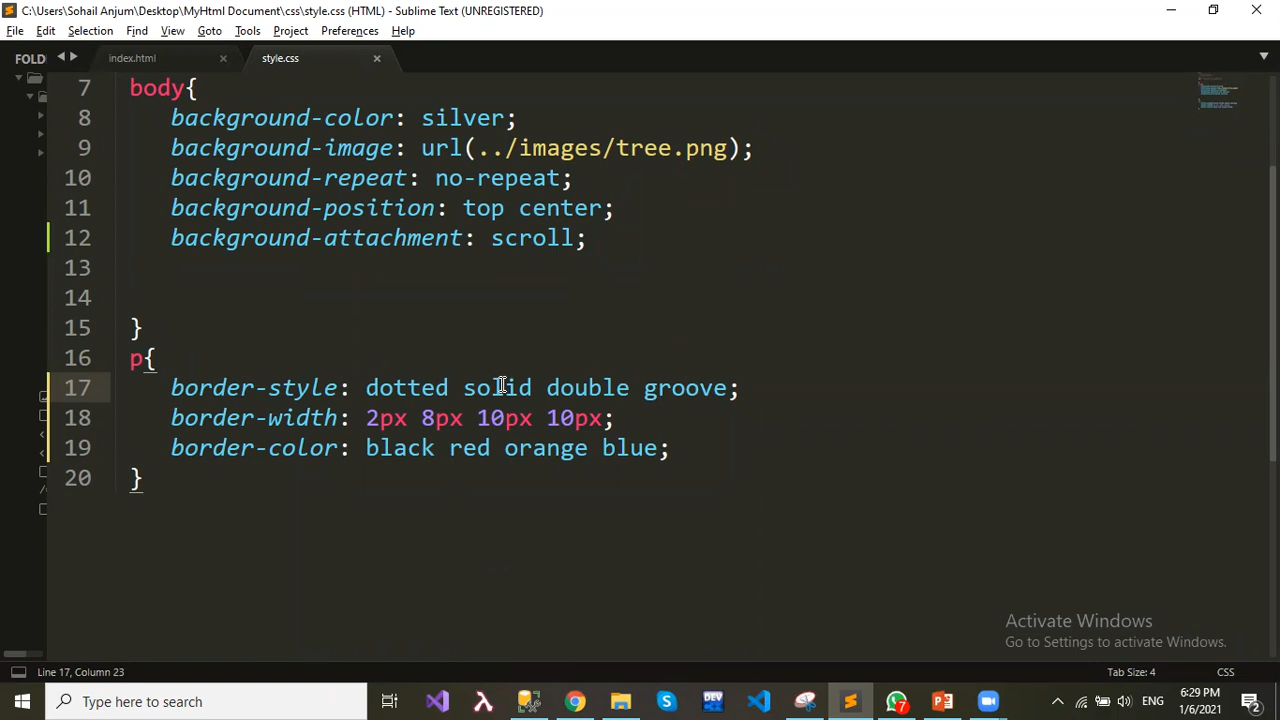 C:\Users\Sohail Anjum\Desktop\MyHtml Document\css\style.css (HTML) - Sublime Text (UNREGISTERED)
File Edit Selection Find View Goto Tools Project Preferences Help
FOLD
index.html
style.css
7 body{
8 background-color: silver;
9 background-image: url(../images/tree.png);
10 background-repeat: no-repeat;
11 background-position: top center;
12 background-attachment: scroll;
13
14
15 }
16 p{
17 border-style: dotted solid double groove;
18 border-width: 2px 8px 10px 10px;
19 border-color: black red orange blue;
20 }
Activate Windows
Go to Settings to activate Windows.
Line 17, Column 23
Tab Size: 4
CSS
Type here to search
DEV
7
ENG
6:29 PM
1/6/2021
2